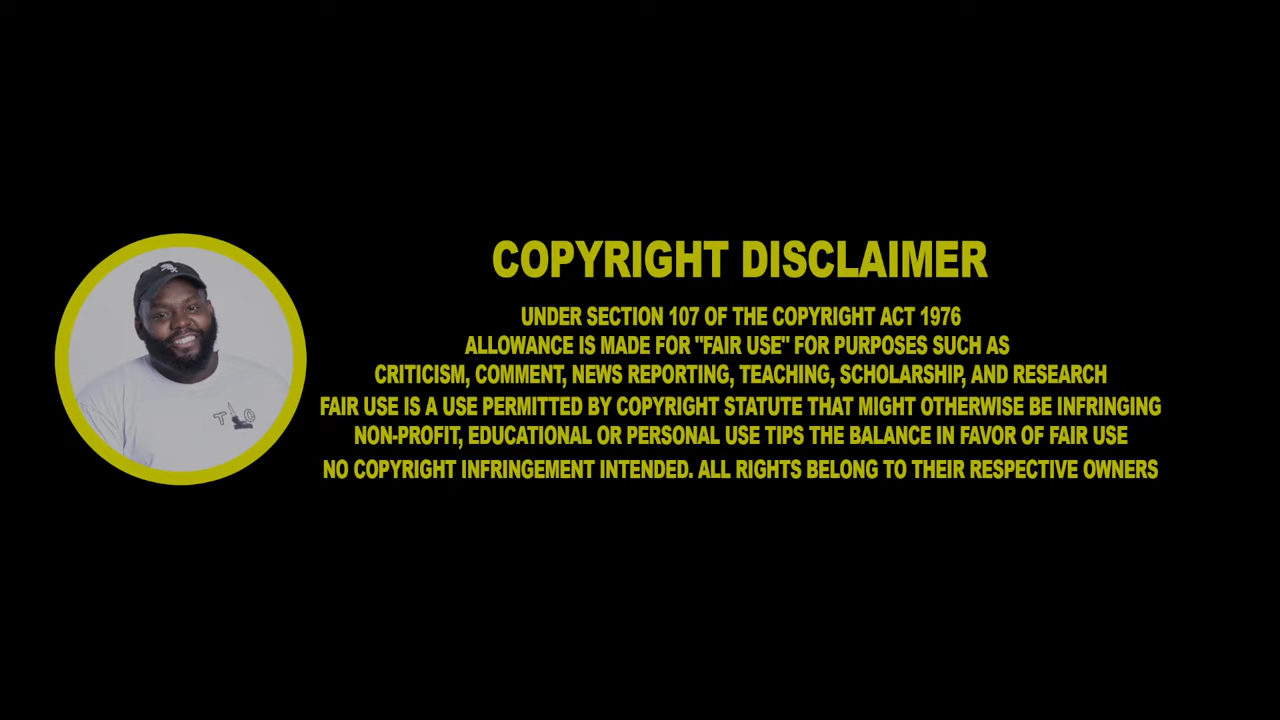 COPYRIGHT DISCLAIMER
UNDER SECTION 107 OF THE COPYRIGHT ACT 1976
ALLOWANCE IS MADE FOR "FAIR USE" FOR PURPOSES SUCH AS
CRITICISM, COMMENT, NEWS REPORTING, TEACHING, SCHOLARSHIP, AND RESEARCH
FAIR USE IS A USE PERMITTED BY COPYRIGHT STATUTE THAT MIGHT OTHERWISE BE INFRINGING
NON-PROFIT, EDUCATIONAL OR PERSONAL USE TIPS THE BALANCE IN FAVOR OF FAIR USE
NO COPYRIGHT INFRINGEMENT INTENDED. ALL RIGHTS BELONG TO THEIR RESPECTIVE OWNERS